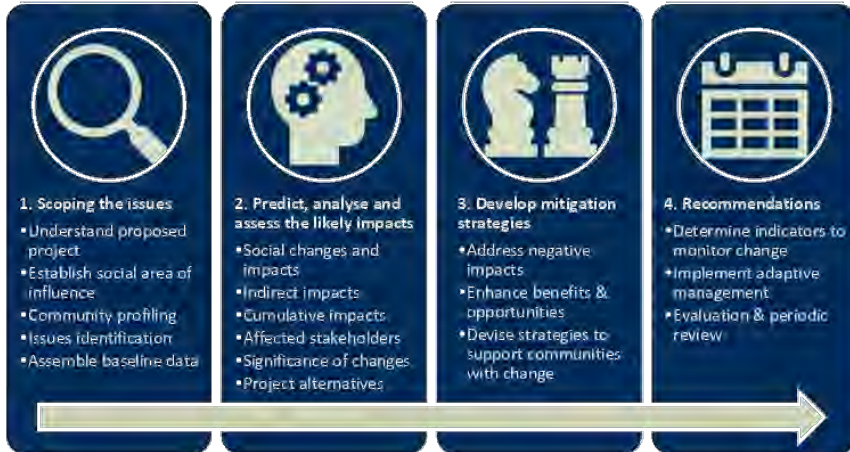 1. Scoping the issues
•Understand proposed
project
•Establish social area of
influence
•Community profiling
•Issues identification
•Assemble baseline data
2. Predict, analyse and
assess the likely impacts
•Social changes and
impacts
•Indirect impacts
•Cumulative impacts
•Affected stakeholders
•Significance of changes
•Project alternatives
3. Develop mitigation
strategies
•Address negative
impacts
•Enhance benefits &
opportunities
•Devise strategies to
support communities
with change
4. Recommendations
•Determine indicators to
monitor change
•Implement adaptive
management
•Evaluation & periodic
review